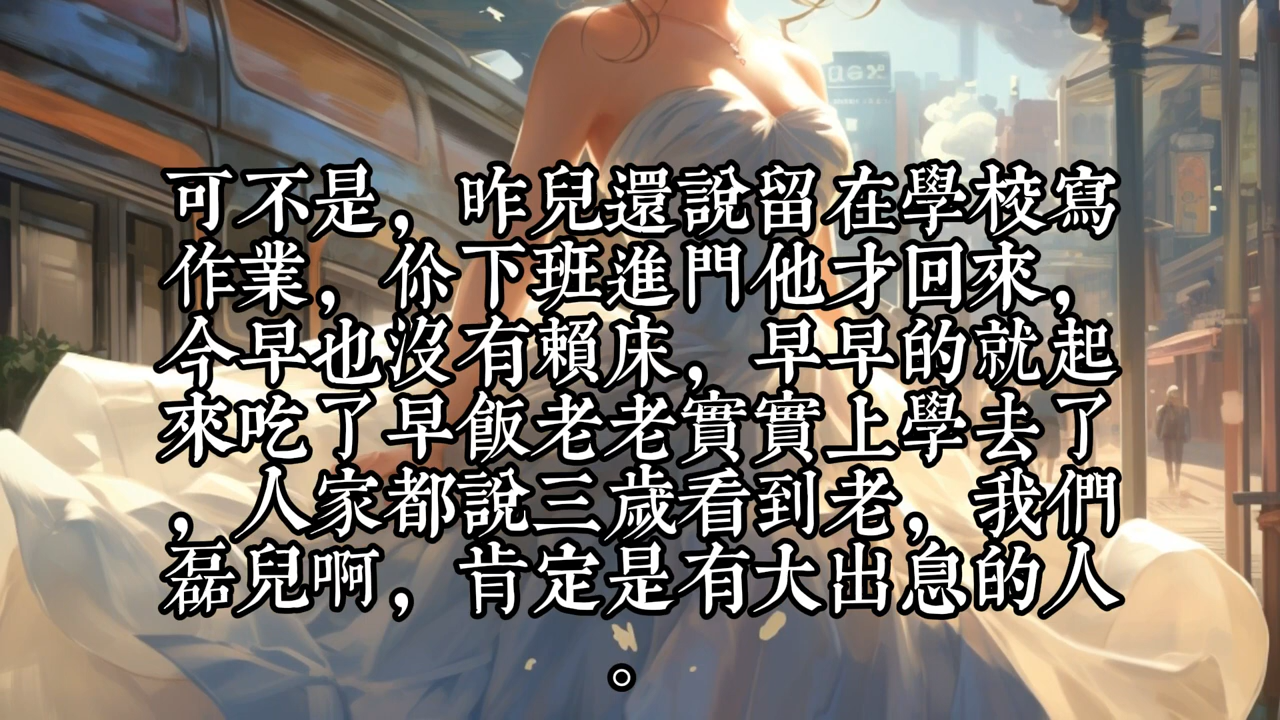 可不是，昨兒還說留在學校寫
作業，你下班進門他才回來，
今早也沒有賴床，早早的就起
來吃了早飯老老實實上學去了
，人家都說三歲看到老，我們
磊兒啊，肯定是有大出息的人
。